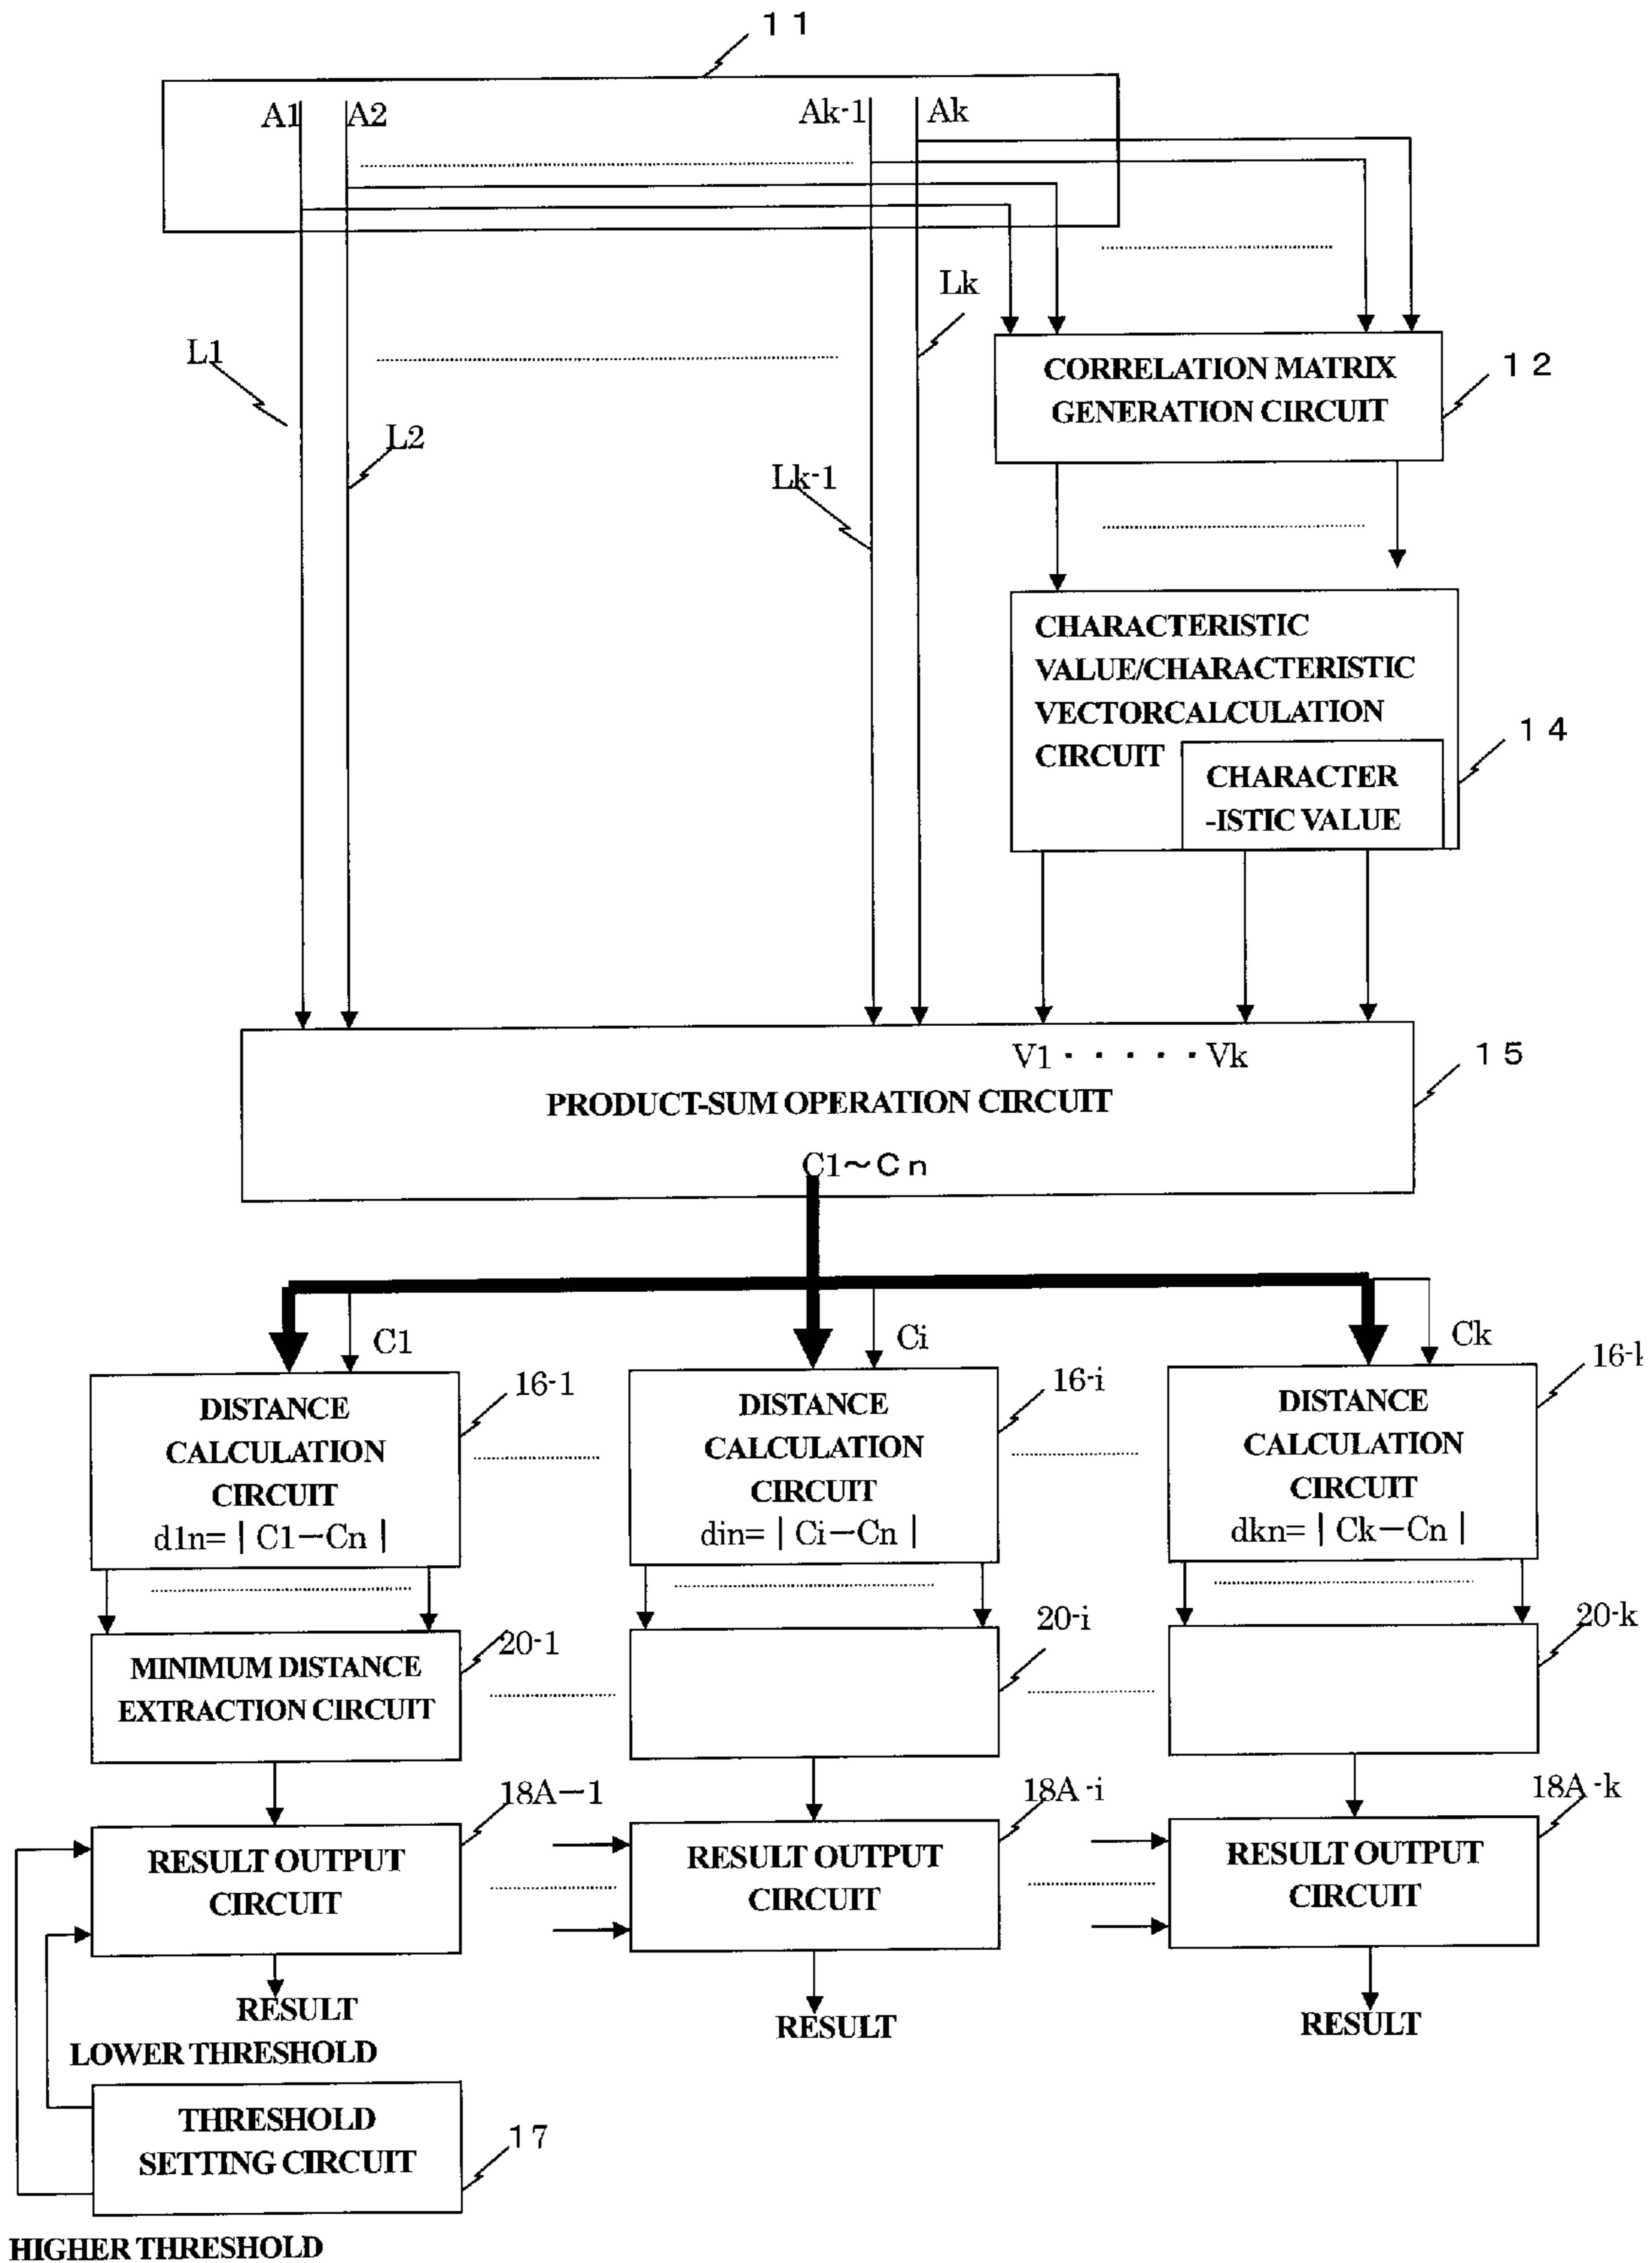 11
A1 A2 Ak-1 Ak
Lk
L1
CORRELATION MATRIX
GENERATION CIRCUIT
12
L2
Lk-1
CHARACTERISTIC
VALUE/CHARACTERISTIC
VECTORCALCULATION
CIRCUIT
14
CHARACTER
-ISTIC VALUE
V1 · · · · · Vk
15
PRODUCT-SUM OPERATION CIRCUIT
C1~Cn
C1
Ci
Ck
16-1
16-i
DISTANCE
CALCULATION
CIRCUIT
d1n=|C1-Cn|
DISTANCE
CALCULATION
CIRCUIT
din=|Ci-Cn|
DISTANCE
CALCULATION
CIRCUIT
dkn=|Ck-Cn|
20-1
20-i
20-k
MINIMUM DISTANCE
EXTRACTION CIRCUIT
18A-1
18A-i
18A-k
RESULT OUTPUT
CIRCUIT
RESULT OUTPUT
CIRCUIT
RESULT OUTPUT
CIRCUIT
RESULT
RESULT
RESULT
LOWER THRESHOLD
THRESHOLD
SETTING CIRCUIT
17
HIGHER THRESHOLD